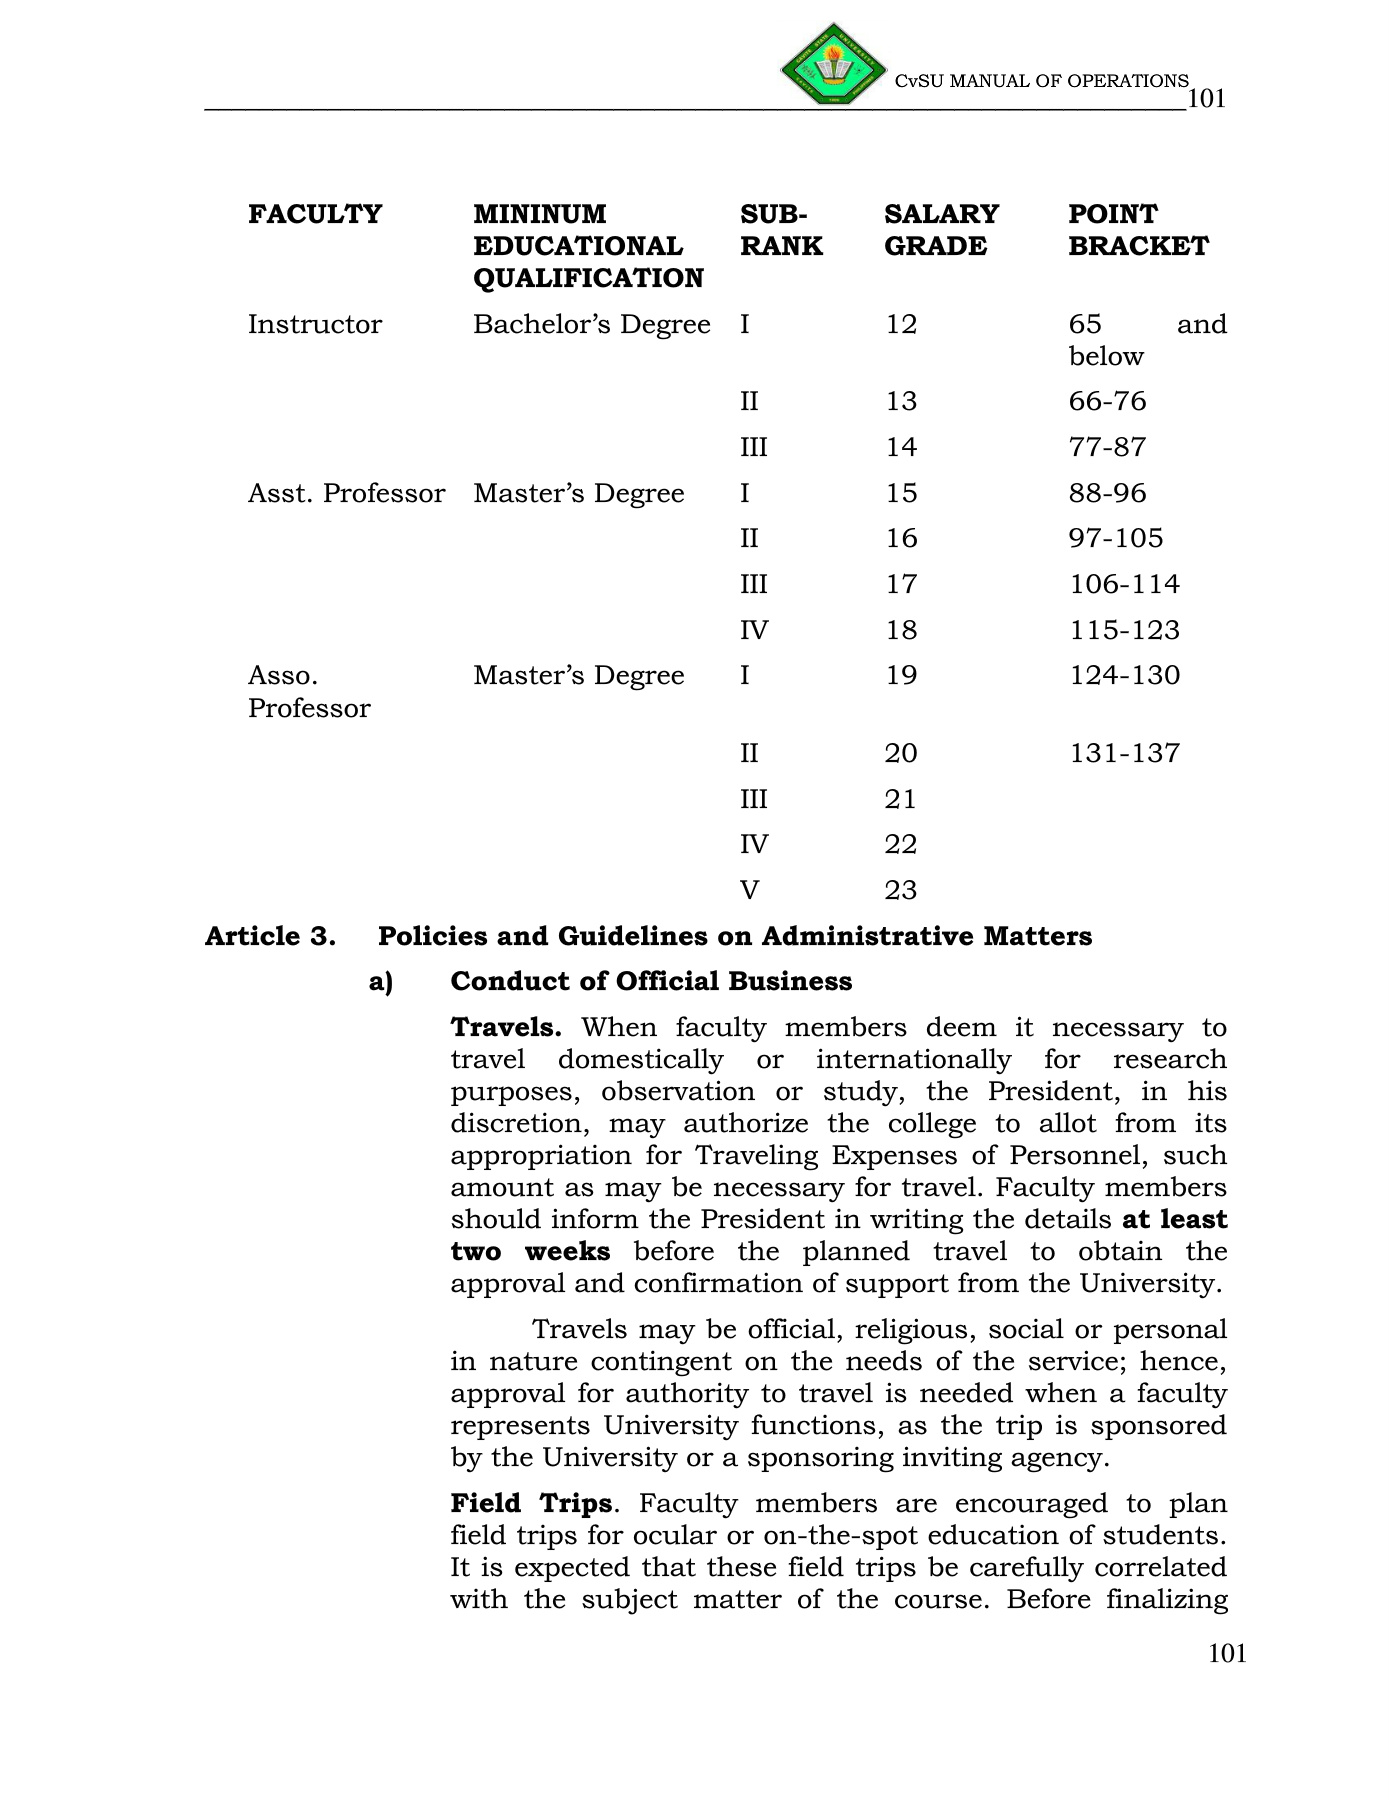 CvSU MANUAL OF OPERATIONS
101
FACULTY MININUM SUB- SALARY POINT
EDUCATIONAL RANK GRADE BRACKET
QUALIFICATION
Instructor Bachelor’s Degree I 12 65 and
below
II 13 66-76
III 14 77-87
Asst. Professor Master’s Degree I 15 88-96
II 16 97-105
III 17 106-114
IV 18 115-123
Asso. Master’s Degree I 19 124-130
Professor
II 20 131-137
III 21
IV 22
V 23
Article 3. Policies and Guidelines on Administrative Matters
a) Conduct of Official Business
Travels. When faculty members deem it necessary to
travel domestically or internationally for research
purposes, observation or study, the President, in his
discretion, may authorize the college to allot from its
appropriation for Traveling Expenses of Personnel, such
amount as may be necessary for travel. Faculty members
should inform the President in writing the details at least
two weeks before the planned travel to obtain the
approval and confirmation of support from the University.
Travels may be official, religious, social or personal
in nature contingent on the needs of the service; hence,
approval for authority to travel is needed when a faculty
represents University functions, as the trip is sponsored
by the University or a sponsoring inviting agency.
Field Trips. Faculty members are encouraged to plan
field trips for ocular or on-the-spot education of students.
It is expected that these field trips be carefully correlated
with the subject matter of the course. Before finalizing
101